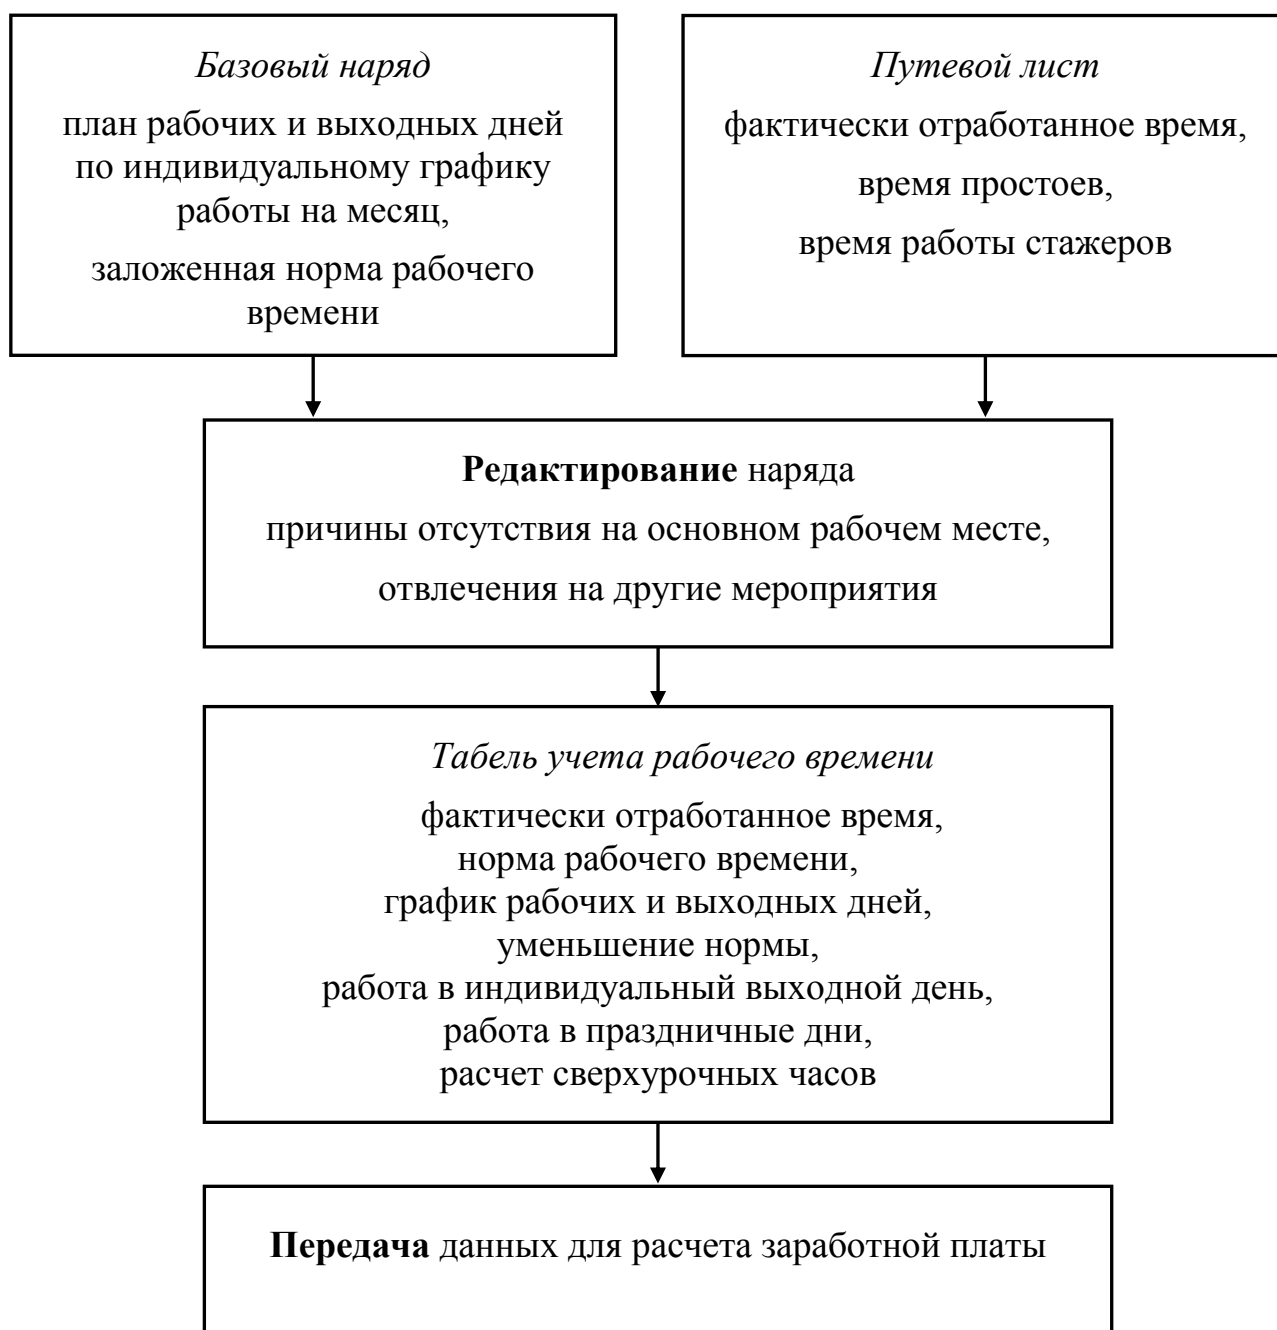 Базовый наряд
план рабочих и выходных дней
по индивидуальному графику
работы на месяц,
заложенная норма рабочего
времени
Путевой лист
фактически отработанное время,
время простоев,
время работы стажеров
Редактирование наряда
причины отсутствия на основном рабочем месте,
отвлечения на другие мероприятия
Табель учета рабочего времени
фактически отработанное время,
норма рабочего времени,
график рабочих и выходных дней,
уменьшение нормы,
работа в индивидуальный выходной день,
работа в праздничные дни,
расчет сверхурочных часов
Передача данных для расчета заработной платы